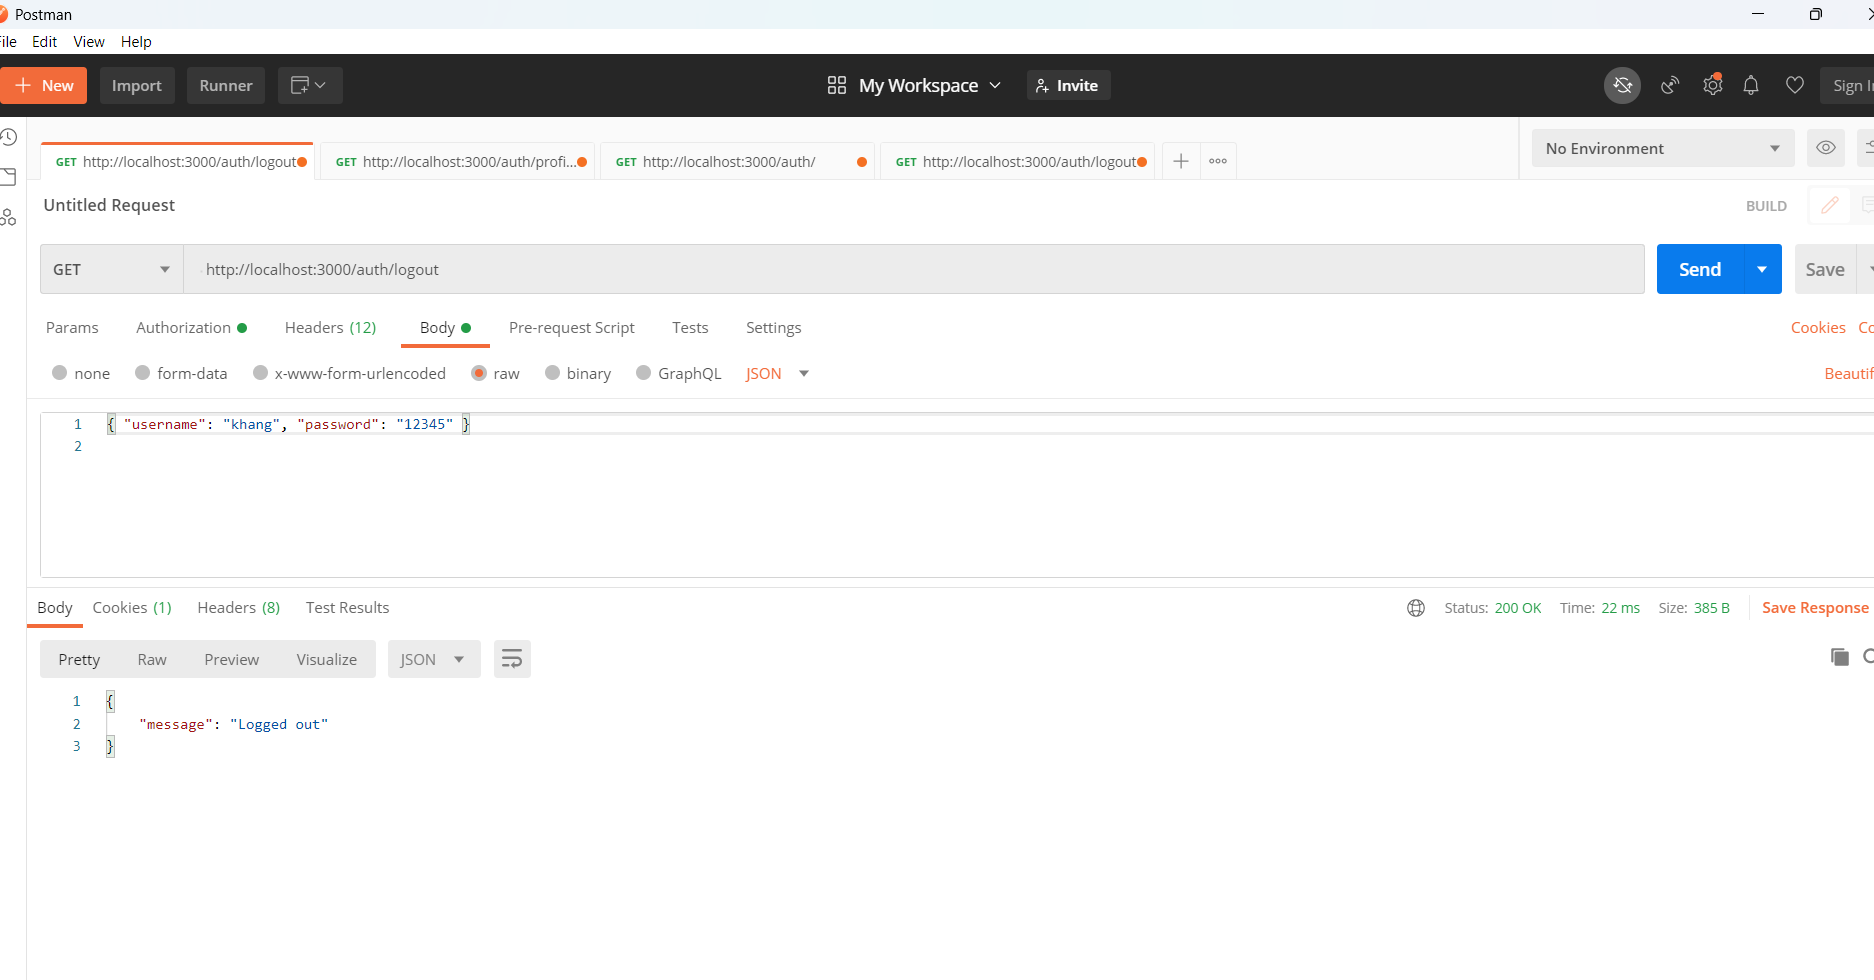 Postman
File Edit View Help
New Import Runner My Workspace Invite Sign In
GET http://localhost:3000/auth/logout GET http://localhost:3000/auth/profi... GET http://localhost:3000/auth/ GET http://localhost:3000/auth/logout No Environment
Untitled Request BUILD
GET http://localhost:3000/auth/logout Send Save
Params Authorization Headers (12) Body Pre-request Script Tests Settings Cookies
none form-data x-www-form-urlencoded raw binary GraphQL JSON Beautif
1 { "username": "khang", "password": "12345" }
2
Body Cookies (1) Headers (8) Test Results Status: 200 OK Time: 22 ms Size: 385 B Save Response
Pretty Raw Preview Visualize JSON
1 {
2 "message": "Logged out"
3 }